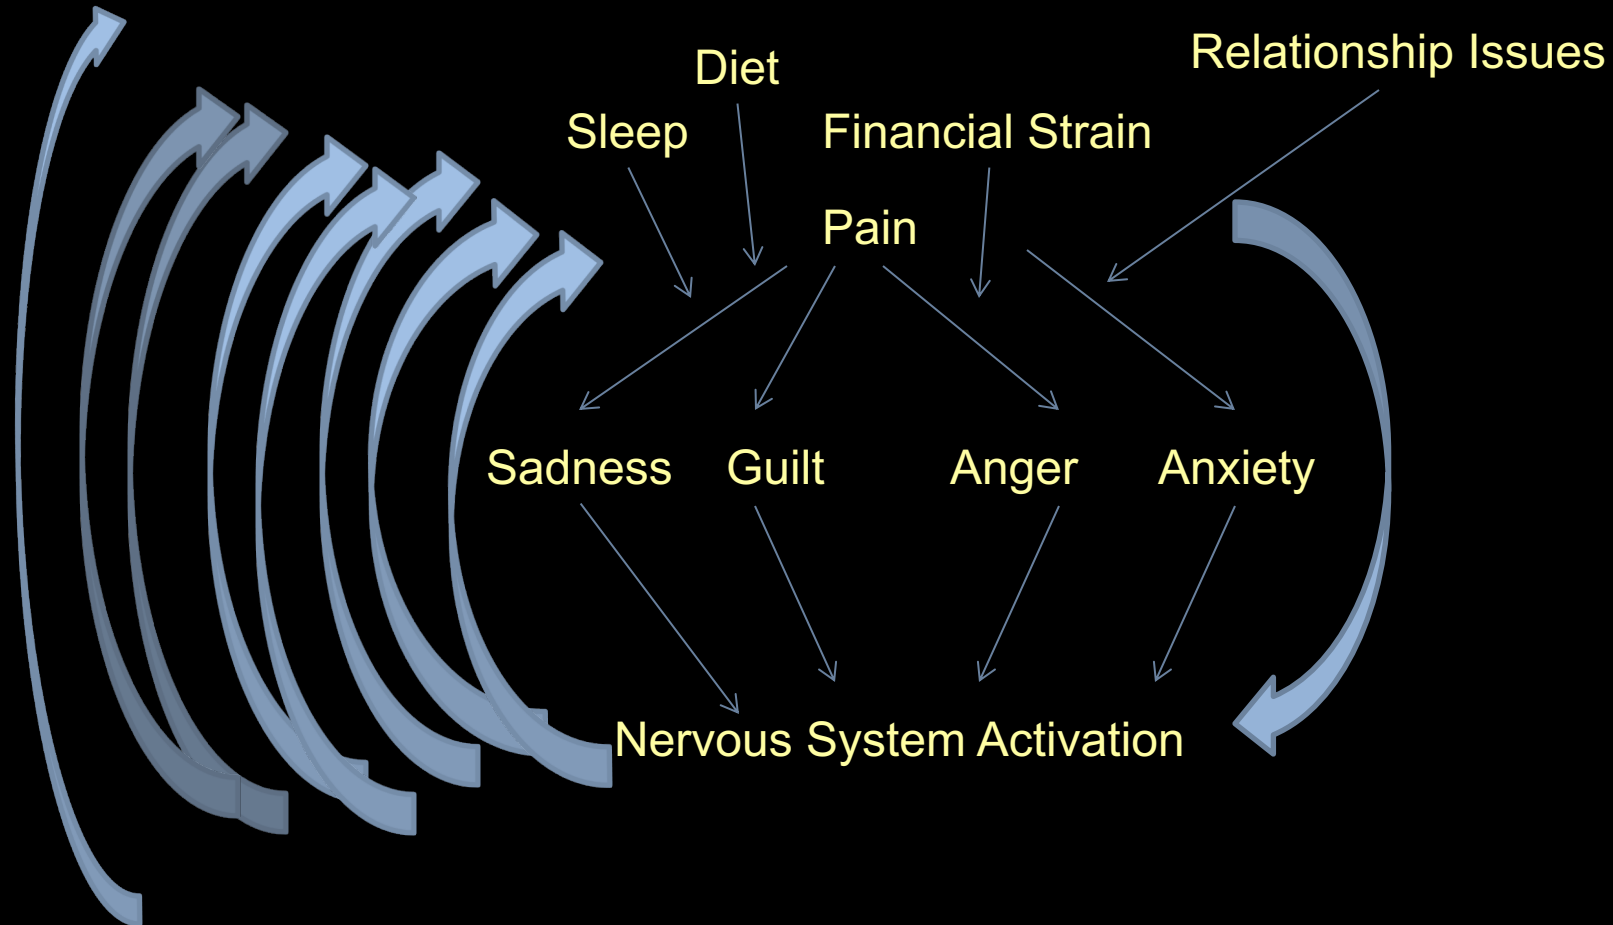 Relationship Issues
Diet
Sleep
Financial Strain
Pain
Sadness
Guilt
Anger
Anxiety
Nervous System Activation